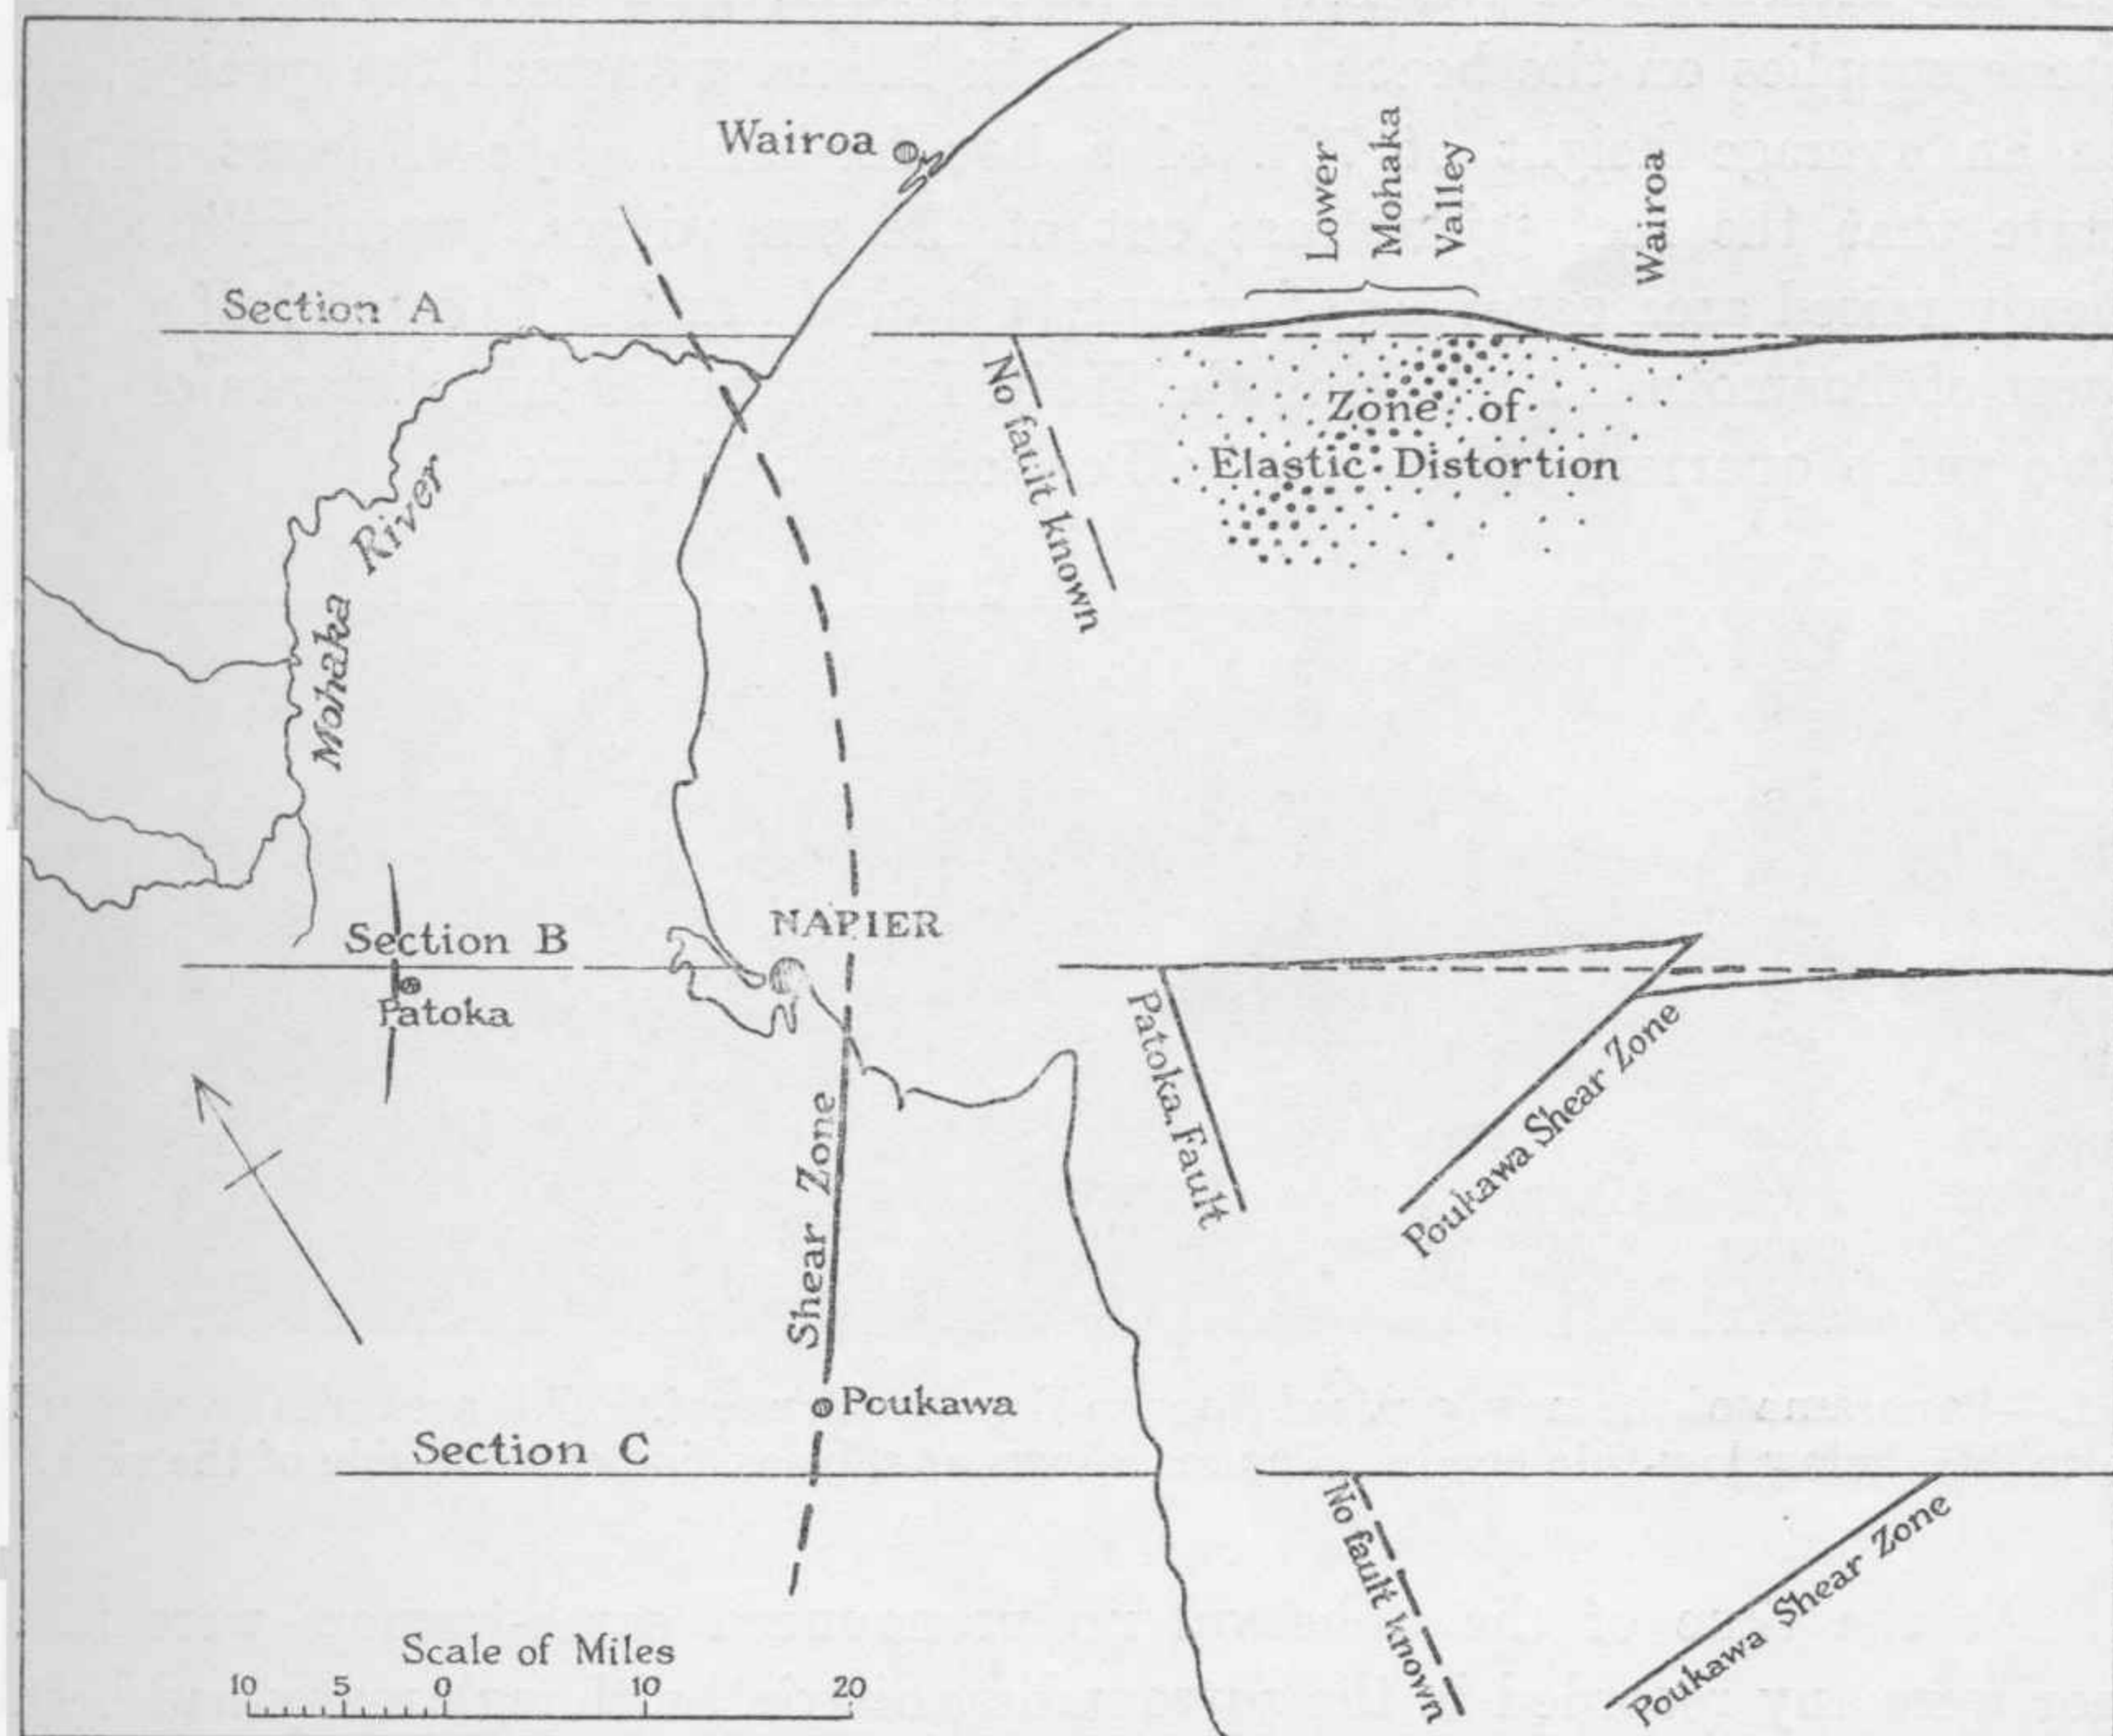 Wairoa
Lower
Mohaka
Valley
Wairoa
Section A
No fault known
Zone of
Elastic Distortion
Mohaka
River
NAPIER
Section B
Patoka
Patoka Fault
Poukawa Shear Zone
Shear Zone
Poukawa
Section C
No fault known
Poukawa Shear Zone
Scale of Miles
10 5 0 10 20